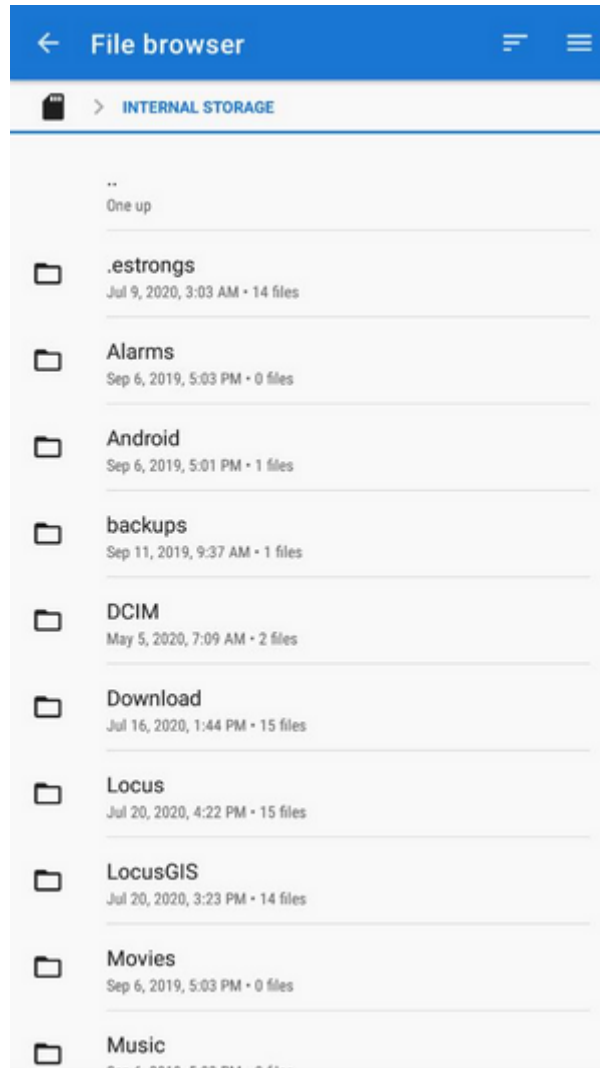 File browser
INTERNAL STORAGE
..
One up
.estrongs
Jul 9, 2020, 3:03 AM • 14 files
Alarms
Sep 6, 2019, 5:03 PM • 0 files
Android
Sep 6, 2019, 5:01 PM • 1 files
backups
Sep 11, 2019, 9:37 AM • 1 files
DCIM
May 5, 2020, 7:09 AM • 2 files
Download
Jul 16, 2020, 1:44 PM • 15 files
Locus
Jul 20, 2020, 4:22 PM • 15 files
LocusGIS
Jul 20, 2020, 3:23 PM • 14 files
Movies
Sep 6, 2019, 5:03 PM • 0 files
Music